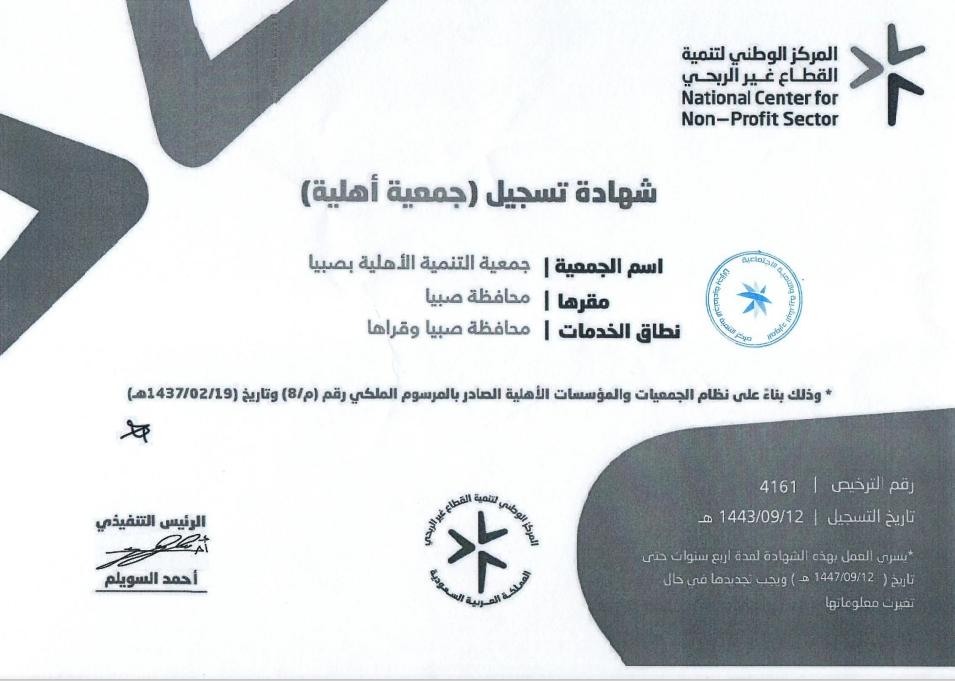 المركز الوطني لتنمية
القطاع غير الربحي
National Center for
Non-Profit Sector
شهادة تسجيل (جمعية أهلية)
اسم الجمعية | جمعية التنمية الأهلية بصبيا
مقرها | محافظة صبيا
نطاق الخدمات | محافظة صبيا وقراها
* وذلك بناءً على نظام الجمعيات والمؤسسات الأهلية الصادر بالمرسوم الملكي رقم (م/8) وتاريخ (1437/02/19هـ)
رقم الترخيص | 4161
تاريخ التسجيل | 1443/09/12 هـ
*يسري العمل بهذه الشهادة لمدة اربع سنوات حتى
تاريخ ( 1447/09/12 هـ ) ويجب تجديدها في حال
تغيرت معلوماتها
المركز الوطني لتنمية القطاع غير الربحي
المملكة العربية السعودية
الرئيس التنفيذي
أحمد السويلم